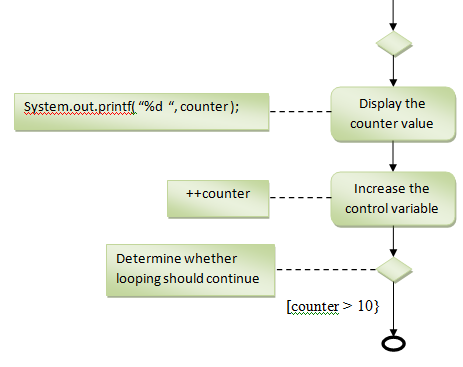 System.out.printf( “%d  “, counter );
Display the
counter value
++counter
Increase the
control variable
Determine whether
looping should continue
[counter > 10}